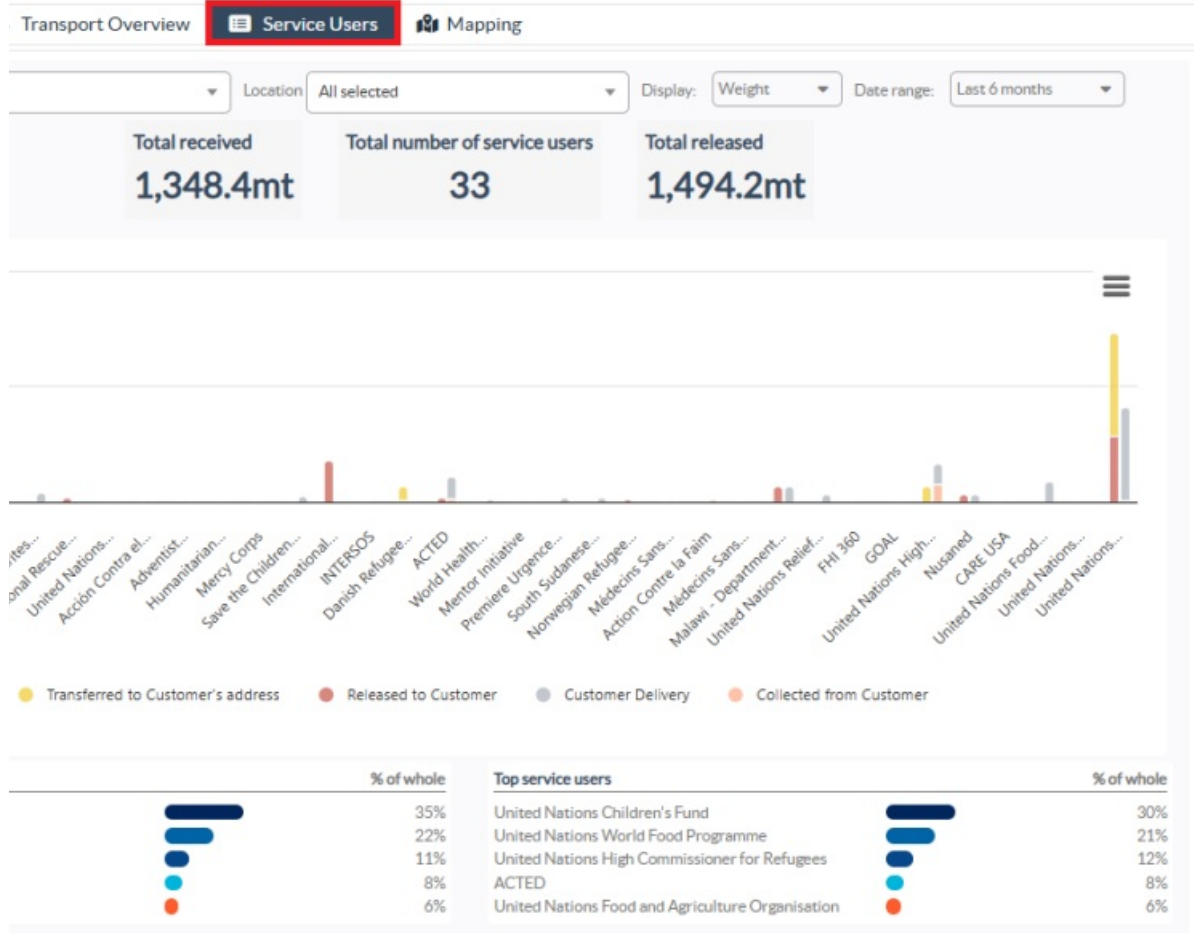 Transport Overview Service Users Mapping
Location All selected Display: Weight Date range: Last 6 months
Total received Total number of service users Total released
1,348.4mt 33 1,494.2mt
ites...
onal Rescue...
United Nations...
Acción Contra el...
Adventist...
Humanitarian...
Mercy Corps
Save the Children...
International...
INTERSOS
Danish Refugee...
ACTED
World Health...
Mentor Initiative
Premiere Urgence...
South Sudanese...
Norwegian Refugee...
Médecins Sans...
Action Contre la Faim
Médecins Sans...
Malawi - Department...
United Nations Relief...
FHI 360
GOAL
United Nations High...
Nusaned
CARE USA
United Nations Food...
United Nations...
United Nations...
Transferred to Customer's address Released to Customer Customer Delivery Collected from Customer
% of whole
35%
22%
11%
8%
6%
Top service users % of whole
United Nations Children's Fund 30%
United Nations World Food Programme 21%
United Nations High Commissioner for Refugees 12%
ACTED 8%
United Nations Food and Agriculture Organisation 6%